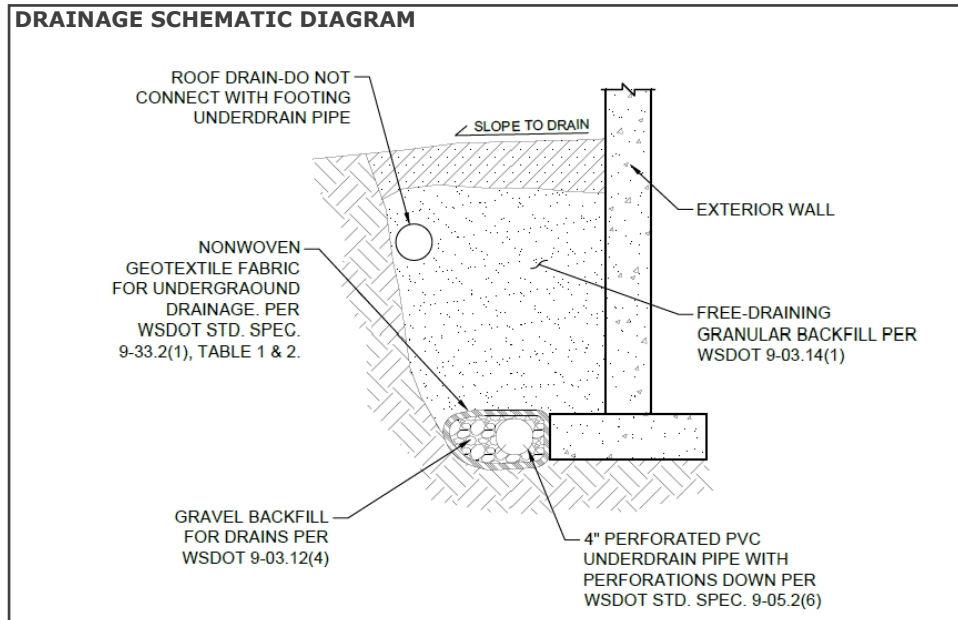 DRAINAGE SCHEMATIC DIAGRAM
ROOF DRAIN-DO NOT
CONNECT WITH FOOTING
UNDERDRAIN PIPE
SLOPE TO DRAIN
EXTERIOR WALL
NONWOVEN
GEOTEXTILE FABRIC
FOR UNDERGRAOUND
DRAINAGE. PER
WSDOT STD. SPEC.
9-33.2(1), TABLE 1 & 2.
FREE-DRAINING
GRANULAR BACKFILL PER
WSDOT 9-03.14(1)
GRAVEL BACKFILL
FOR DRAINS PER
WSDOT 9-03.12(4)
4" PERFORATED PVC
UNDERDRAIN PIPE WITH
PERFORATIONS DOWN PER
WSDOT STD. SPEC. 9-05.2(6)